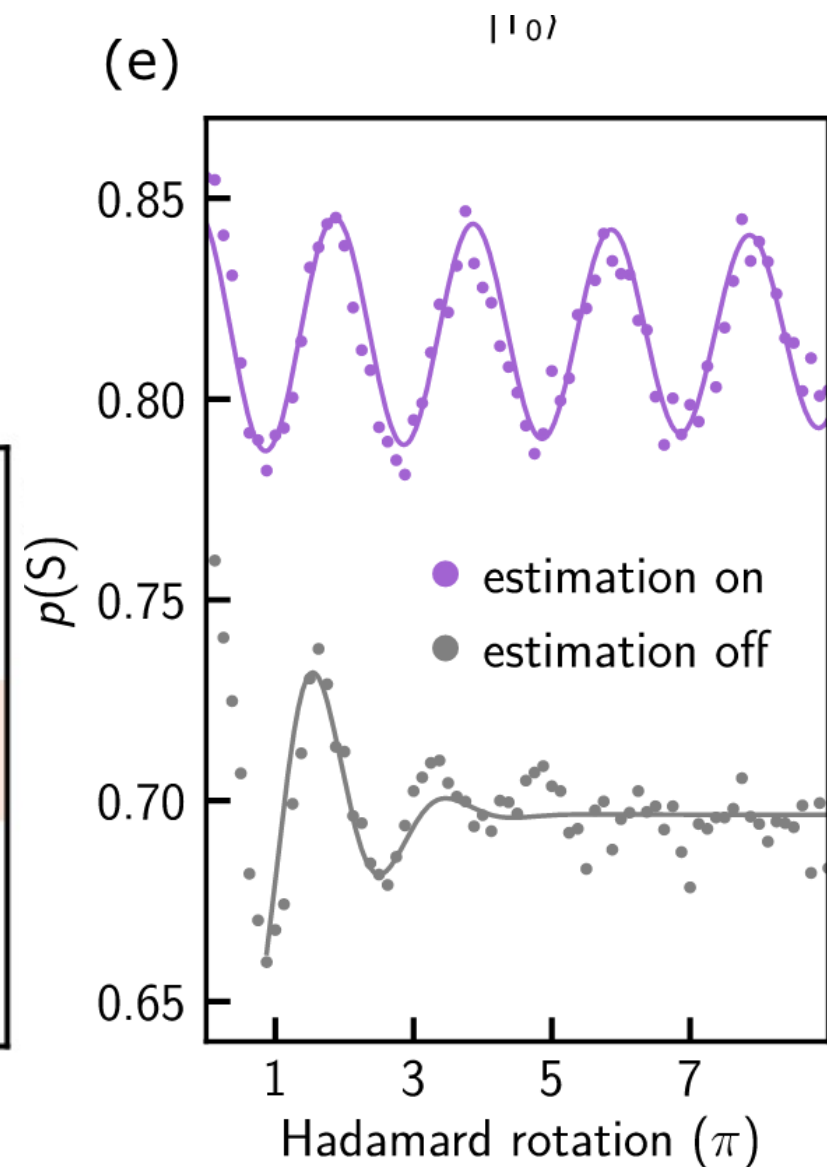 |T₀⟩
(e)
0.85
0.80
0.75
0.70
0.65
p(S)
estimation on
estimation off
1 3 5 7
Hadamard rotation (π)